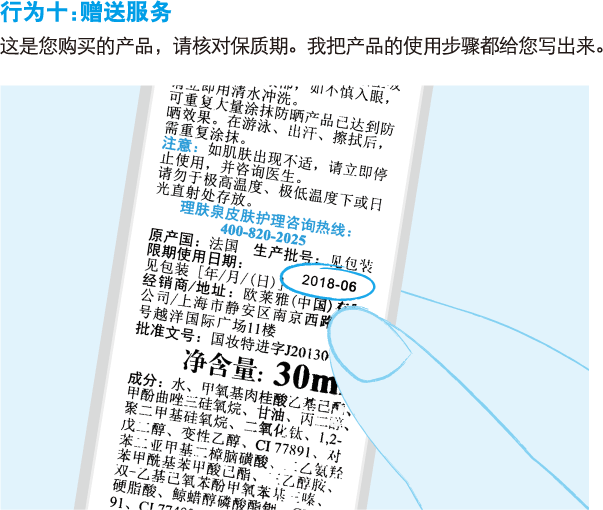 行为十：赠送服务
这是您购买的产品，请核对保质期。我把产品的使用步骤都给您写出来。
请立即用清水冲洗。 如不慎入眼，
可重复大量涂抹防晒产品已达到防
晒效果。在游泳、出汗、擦拭后，
需重复涂抹。
注意：如肌肤出现不适，请立即停
止使用，并咨询医生。
请勿于极高温度、极低温度下或日
光直射处存放。
理肤泉皮肤护理咨询热线：
400-820-2025
原产国：法国 生产批号：见包装
限期使用日期：
见包装［年/月/(日)］ 2018-06
经销商/地址：欧莱雅(中国)有
公司/上海市静安区南京西路
号越洋国际广场11楼
批准文号：国妆特进字J20130
净含量：30m
成分：水、甲氧基肉桂酸乙基己
甲酚曲唑三硅氧烷、甘油、丙二
聚二甲基硅氧烷、二氧化钛、1,2-
戊二醇、变性乙醇、CI 77891、对
苯二亚甲基二樟脑磺酸、 乙氨羟
苯甲酰基苯甲酸己酯、 乙醇胺、
双-乙基己氧苯酚甲氧苯基 嗪、
硬脂酸、鲸蜡醇磷酸酯钾
91、CI 774